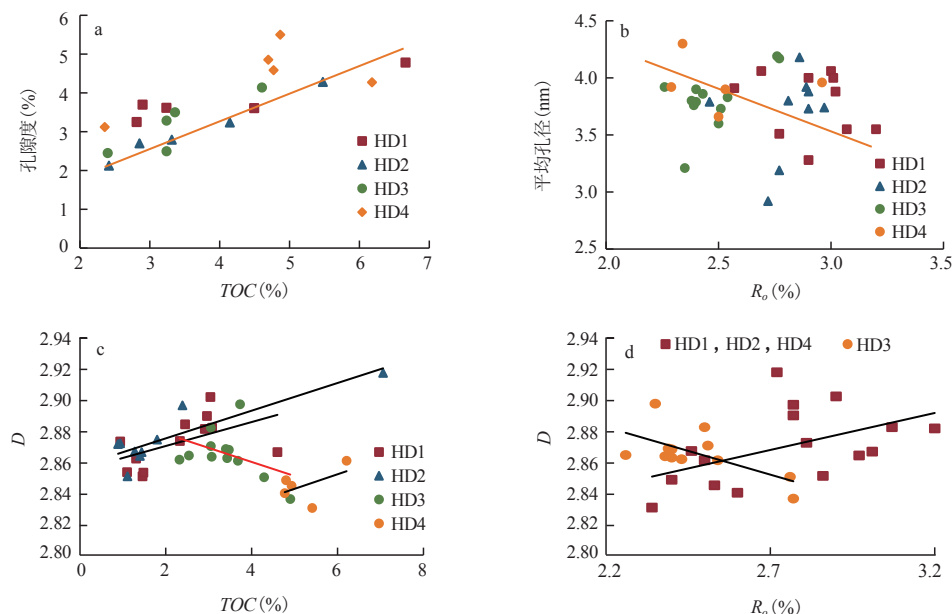 a
孔隙度(%)
6
5
4
3
2
1
0
2
3
4
5
6
7
TOC(%)
HD1
HD2
HD3
HD4
b
平均孔径(nm)
4.5
4.0
3.5
3.0
2.5
2.0
2.5
3.0
3.5
Ro(%)
HD1
HD2
HD3
HD4
c
D
2.94
2.92
2.90
2.88
2.86
2.84
2.82
2.80
0
2
4
6
8
TOC(%)
HD1
HD2
HD3
HD4
d
HD1，HD2，HD4
HD3
D
2.94
2.92
2.90
2.88
2.86
2.84
2.82
2.80
2.2
2.7
3.2
Ro(%)